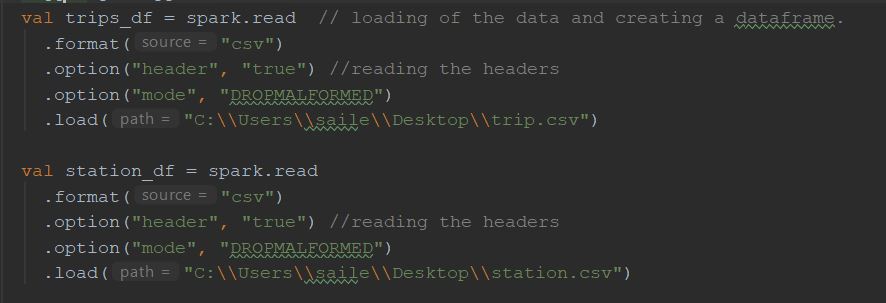 val trips_df = spark.read  // loading of the data and creating a dataframe.
  .format( source = "csv")
  .option("header", "true") //reading the headers
  .option("mode", "DROPMALFORMED")
  .load( path = "C:\\Users\\saile\\Desktop\\trip.csv")

val station_df = spark.read
  .format( source = "csv")
  .option("header", "true") //reading the headers
  .option("mode", "DROPMALFORMED")
  .load( path = "C:\\Users\\saile\\Desktop\\station.csv")